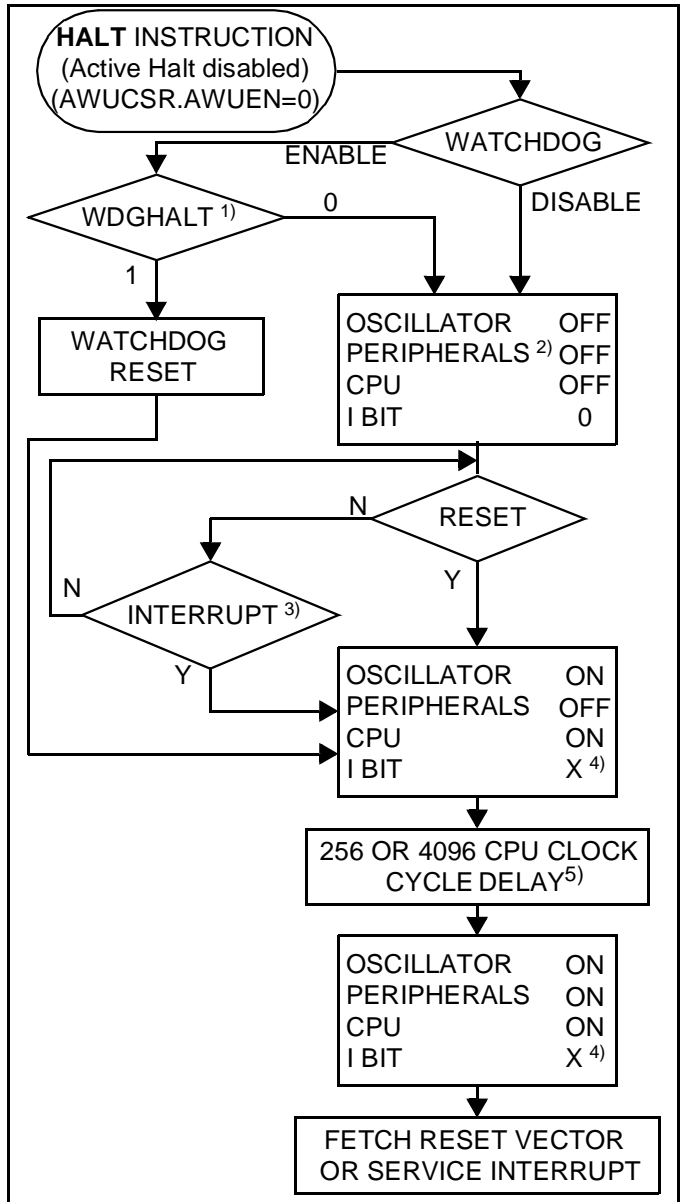 HALT INSTRUCTION
(Active Halt disabled)
(AWUCSR.AWUEN=0)
WATCHDOG
ENABLE
DISABLE
WDGHALT 1)
0
1
WATCHDOG
RESET
OSCILLATOR OFF
PERIPHERALS 2) OFF
CPU OFF
I BIT 0
RESET
N
Y
INTERRUPT 3)
N
Y
OSCILLATOR ON
PERIPHERALS OFF
CPU ON
I BIT X 4)
256 OR 4096 CPU CLOCK
CYCLE DELAY5)
OSCILLATOR ON
PERIPHERALS ON
CPU ON
I BIT X 4)
FETCH RESET VECTOR
OR SERVICE INTERRUPT